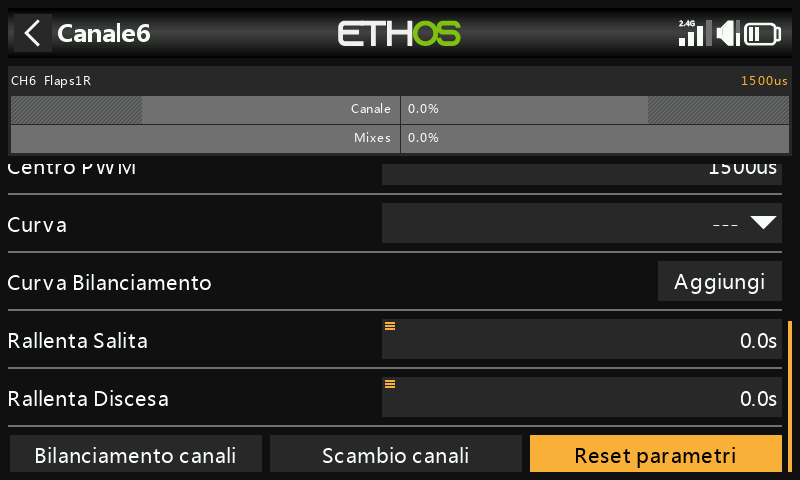 Canale6
ETHOS
2.4G
CH6 Flaps1R
1500us
Canale 0.0%
Mixes 0.0%
Centro PWM 1500us
Curva ---
Curva Bilanciamento Aggiungi
Rallenta Salita 0.0s
Rallenta Discesa 0.0s
Bilanciamento canali Scambio canali Reset parametri